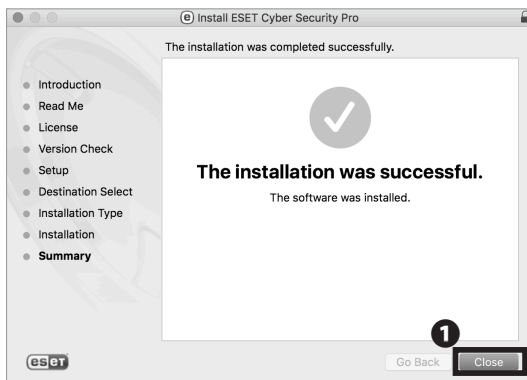 Install ESET Cyber Security Pro
The installation was completed successfully.
Introduction
Read Me
License
Version Check
Setup
Destination Select
Installation Type
Installation
Summary
The installation was successful.
The software was installed.
1
eseT
Go Back
Close